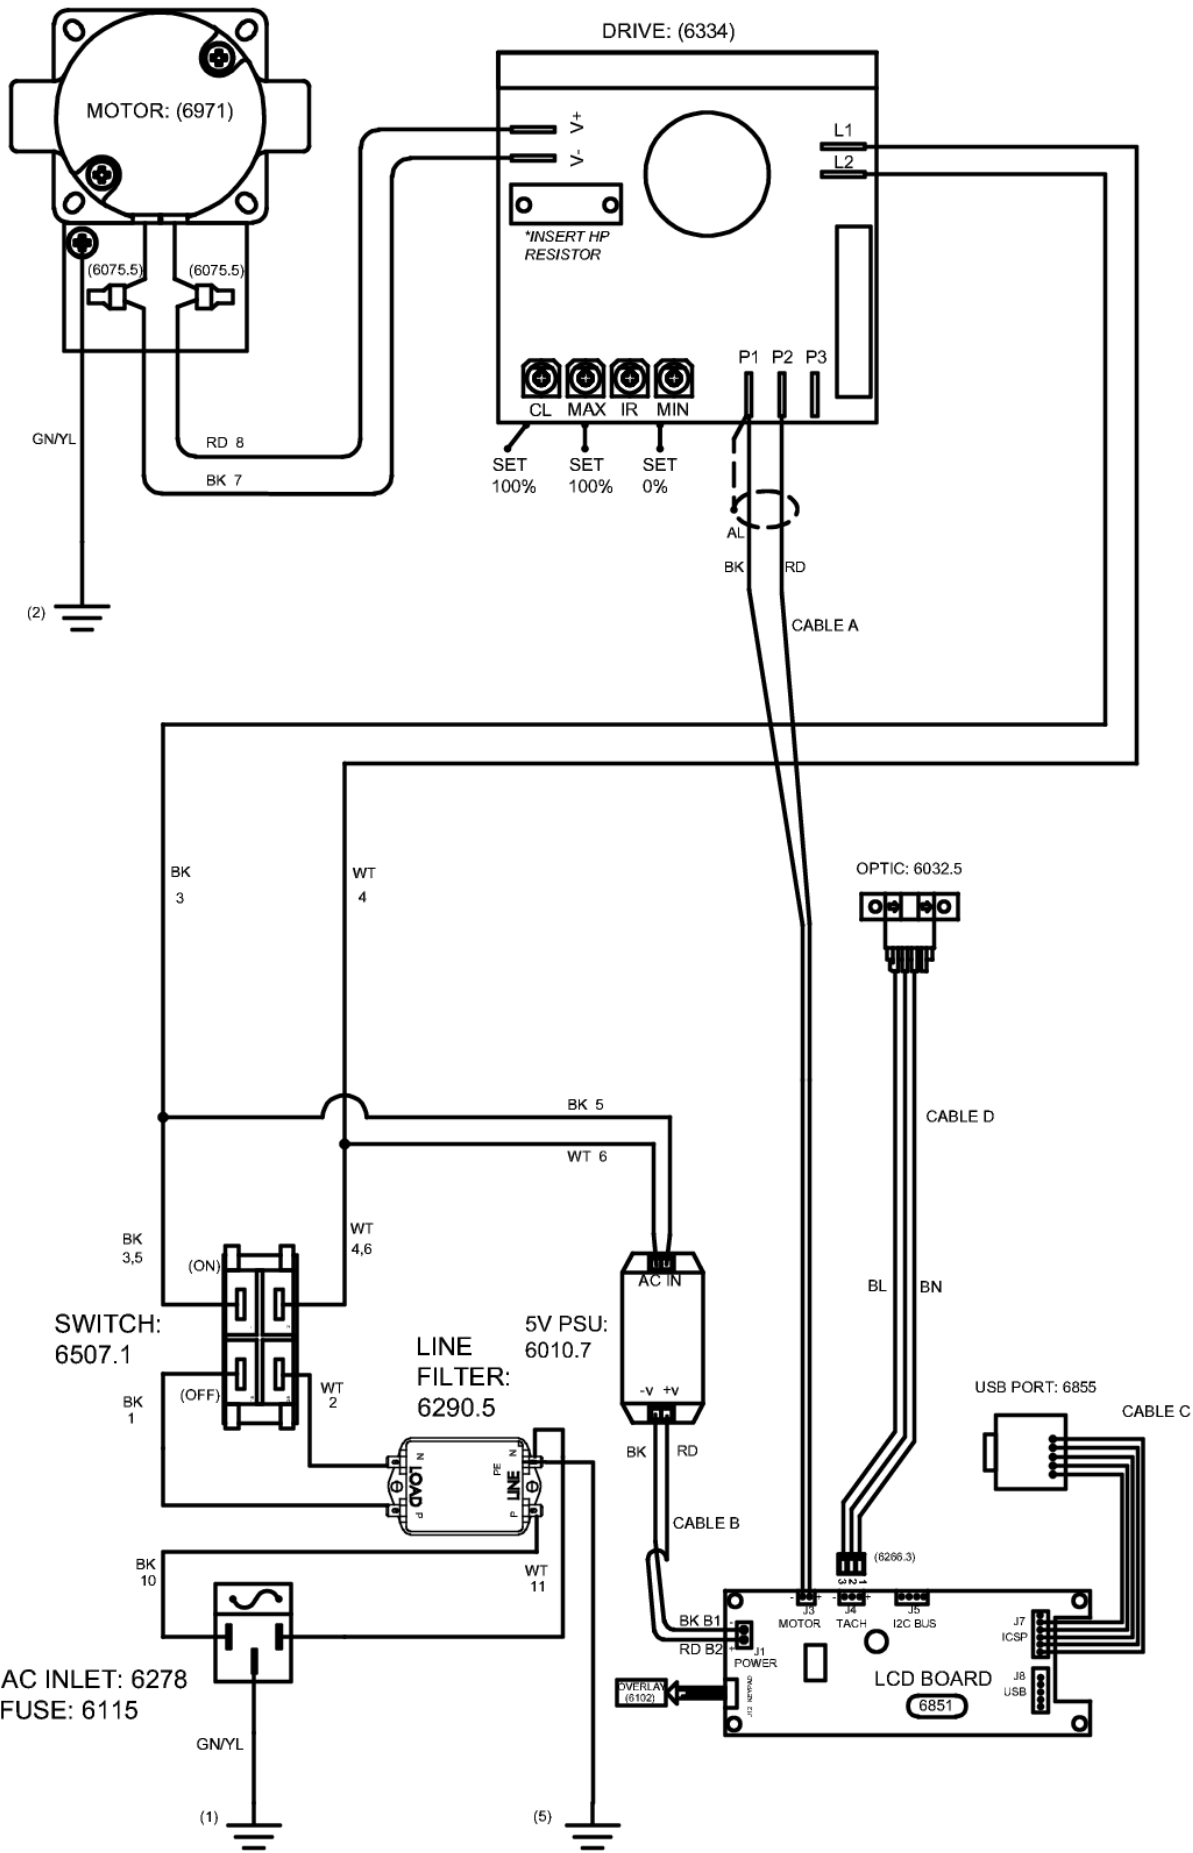 DRIVE: (6334)
MOTOR: (6971)
V+
V-
L1
L2
*INSERT HP
RESISTOR
(6075.5)
(6075.5)
P1 P2 P3
CL MAX IR MIN
GN/YL
RD 8
BK 7
SET
100%
SET
100%
SET
0%
AL
BK
RD
(2)
CABLE A
BK
3
WT
4
OPTIC: 6032.5
BK 5
WT 6
CABLE D
BK
3,5
WT
4,6
(ON)
AC IN
BL
BN
SWITCH:
6507.1
5V PSU:
6010.7
LINE
FILTER:
6290.5
(OFF)
BK
1
WT
2
-V +V
USB PORT: 6855
CABLE C
BK
RD
N
LOAD
P
PE
N
LINE
P
CABLE B
BK
10
WT
11
(6266.3)
3 2 1
- +
J3
MOTOR
- +
J4
TACH
J5
I2C BUS
J7
ICSP
BK B1
RD B2
-
+
J1
POWER
LCD BOARD
6851
J8
USB
OVERLAY
(6102)
J12 KEYPAD
AC INLET: 6278
FUSE: 6115
GN/YL
(1)
(5)